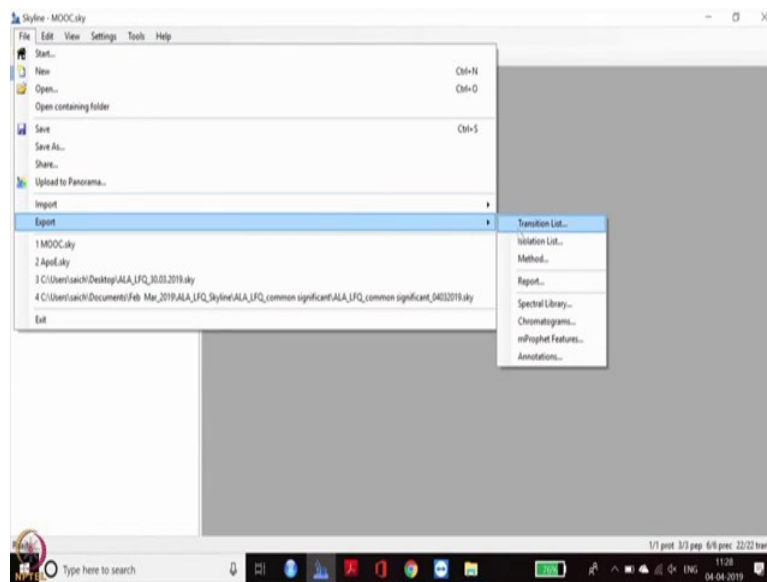 Skyline - MOOC.sky
File Edit View Settings Tools Help
Start...
New Ctrl+N
Open... Ctrl+O
Open containing folder
Save Ctrl+S
Save As...
Share...
Upload to Panorama...
Import
Export
Transition List...
Isolation List...
Method...
Report...
Spectral Library...
Chromatograms...
mProphet Features...
Annotations...
1 MOOC.sky
2 ApoE.sky
3 C:\Users\saich\Desktop\ALA_LFQ_30.03.2019.sky
4 C:\Users\saich\Documents\Feb Mar_2019\ALA_LFQ_Skyline\ALA_LFQ_common significant\ALA_LFQ_common significant_04032019.sky
Exit
1/1 prot 3/3 pep 6/6 prec 22/22 tran
NPTEL
Type here to search
76%
ENG
11:28
04-04-2019